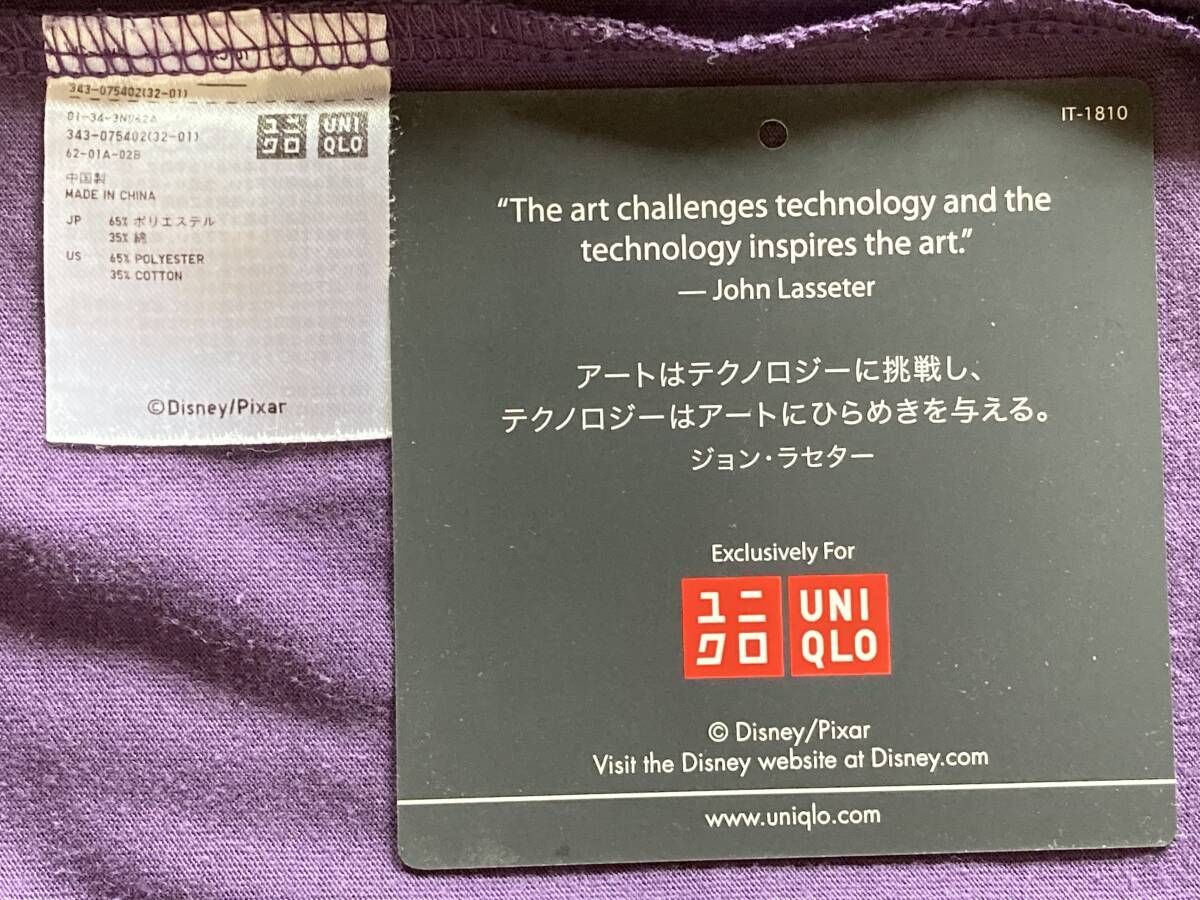 343-075402(32-01)
343-075402(32-01)
62-01A-02B
ユニクロ
UNIQLO
中国製
MADE IN CHINA
JP 65% ポリエステル
35% 綿
US 65% POLYESTER
35% COTTON
©Disney/Pixar
IT-1810
“The art challenges technology and the
technology inspires the art.”
— John Lasseter
アートはテクノロジーに挑戦し、
テクノロジーはアートにひらめきを与える。
ジョン・ラセター
Exclusively For
ユニ UNI
クロ QLO
© Disney/Pixar
Visit the Disney website at Disney.com
www.uniqlo.com